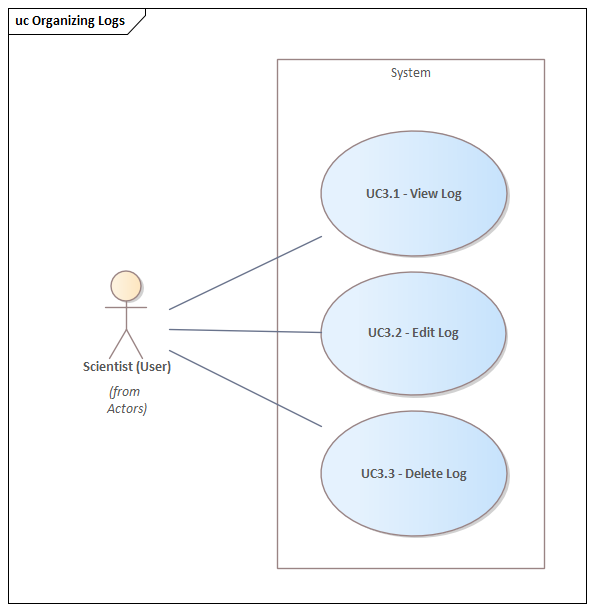 uc Organizing Logs
System
UC3.1 - View Log
UC3.2 - Edit Log
Scientist (User)
(from
Actors)
UC3.3 - Delete Log